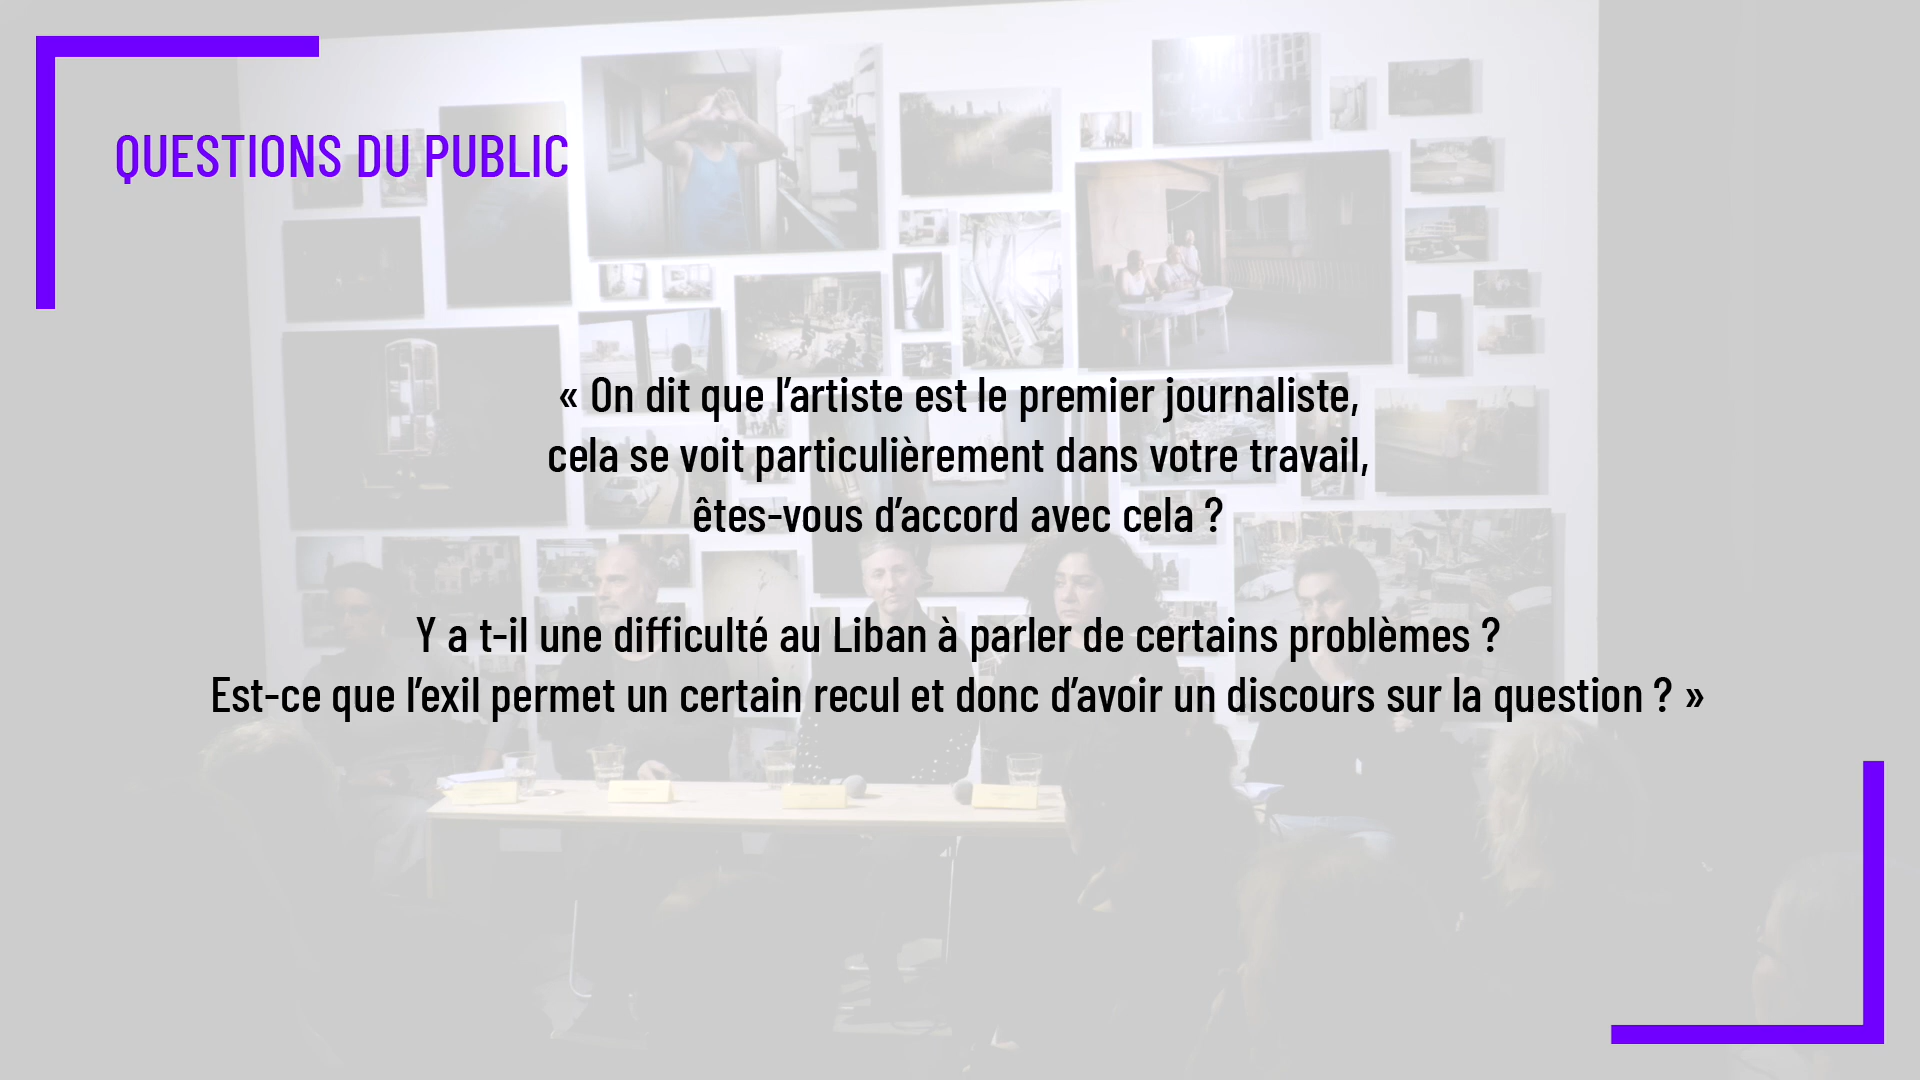 QUESTIONS DU PUBLIC
« On dit que l’artiste est le premier journaliste,
cela se voit particulièrement dans votre travail,
êtes-vous d’accord avec cela ?
Y a t-il une difficulté au Liban à parler de certains problèmes ?
Est-ce que l’exil permet un certain recul et donc d’avoir un discours sur la question ? »